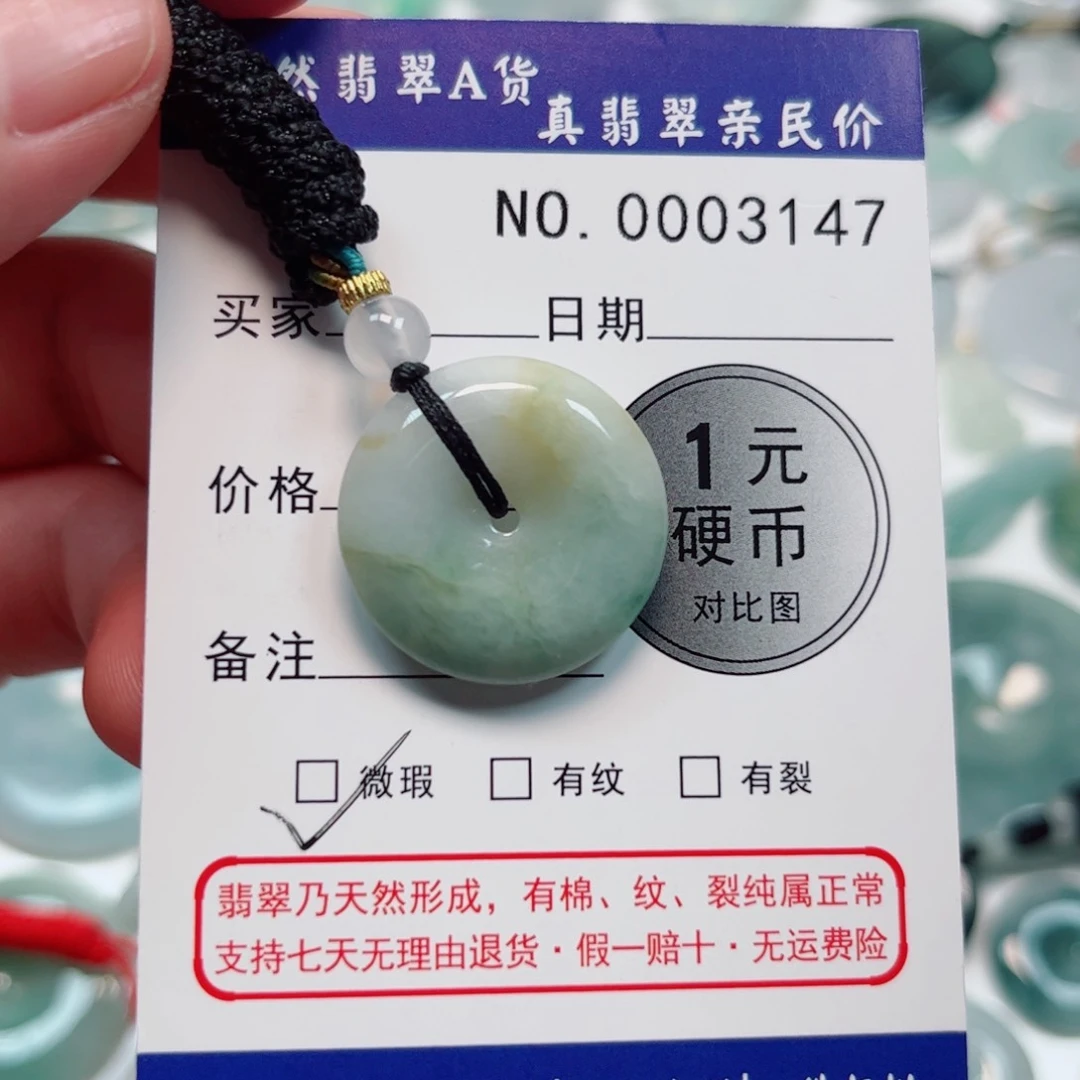 然翡翠A货
真翡翠亲民价
NO. 0003147
买家 日期
1元
硬币
对比图
价格
备注
微瑕 有纹 有裂
翡翠乃天然形成，有棉、纹、裂纯属正常
支持七天无理由退货·假一赔十·无运费险